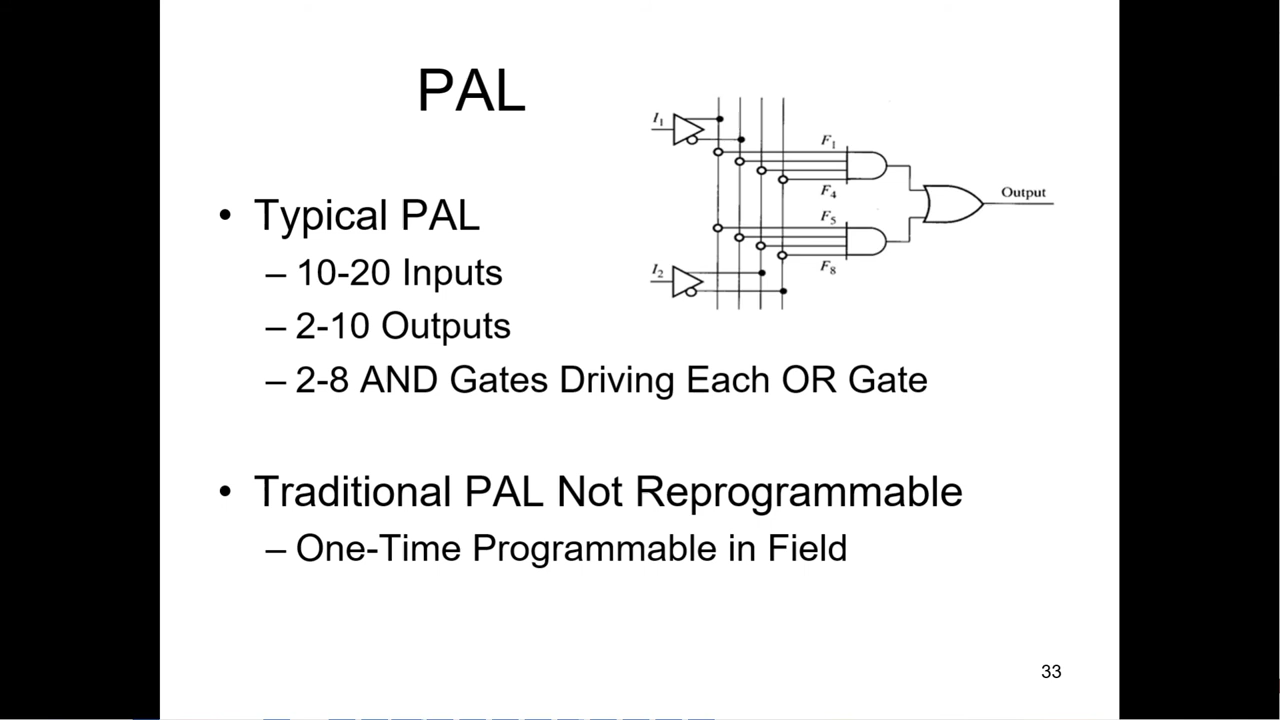 PAL
I1
F1
F4
F5
F8
I2
Output
• Typical PAL
– 10-20 Inputs
– 2-10 Outputs
– 2-8 AND Gates Driving Each OR Gate
• Traditional PAL Not Reprogrammable
– One-Time Programmable in Field
33